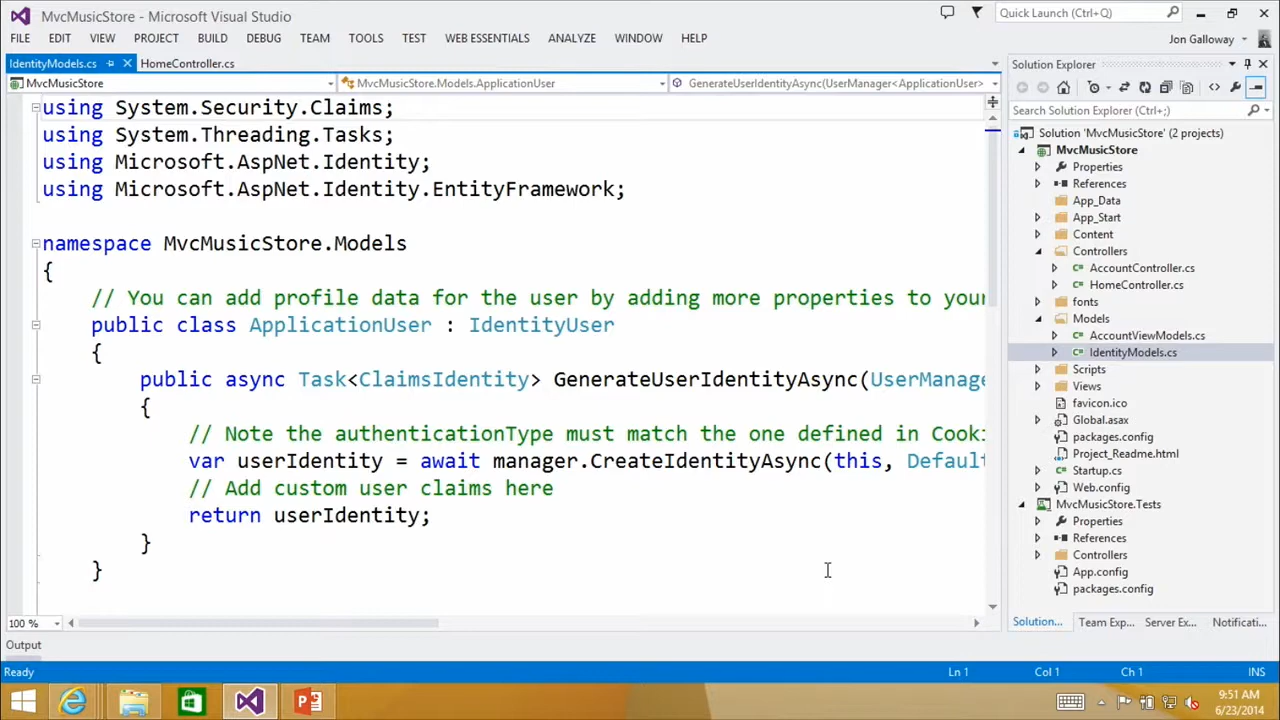 MvcMusicStore - Microsoft Visual Studio
Quick Launch (Ctrl+Q)
FILE EDIT VIEW PROJECT BUILD DEBUG TEAM TOOLS TEST WEB ESSENTIALS ANALYZE WINDOW HELP
Jon Galloway
IdentityModels.cs HomeController.cs
MvcMusicStore MvcMusicStore.Models.ApplicationUser GenerateUserIdentityAsync(UserManager<ApplicationUser>
using System.Security.Claims;
using System.Threading.Tasks;
using Microsoft.AspNet.Identity;
using Microsoft.AspNet.Identity.EntityFramework;
namespace MvcMusicStore.Models
{
// You can add profile data for the user by adding more properties to your
public class ApplicationUser : IdentityUser
{
public async Task<ClaimsIdentity> GenerateUserIdentityAsync(UserManage
{
// Note the authenticationType must match the one defined in Cooki
var userIdentity = await manager.CreateIdentityAsync(this, Default
// Add custom user claims here
return userIdentity;
}
}
100 %
Output
Solution Explorer
Search Solution Explorer (Ctrl+;)
Solution 'MvcMusicStore' (2 projects)
MvcMusicStore
Properties
References
App_Data
App_Start
Content
Controllers
AccountController.cs
HomeController.cs
fonts
Models
AccountViewModels.cs
IdentityModels.cs
Scripts
Views
favicon.ico
Global.asax
packages.config
Project_Readme.html
Startup.cs
Web.config
MvcMusicStore.Tests
Properties
References
Controllers
App.config
packages.config
Solution... Team Exp... Server Ex... Notificati...
Ready Ln 1 Col 1 Ch 1 INS
9:51 AM
6/23/2014